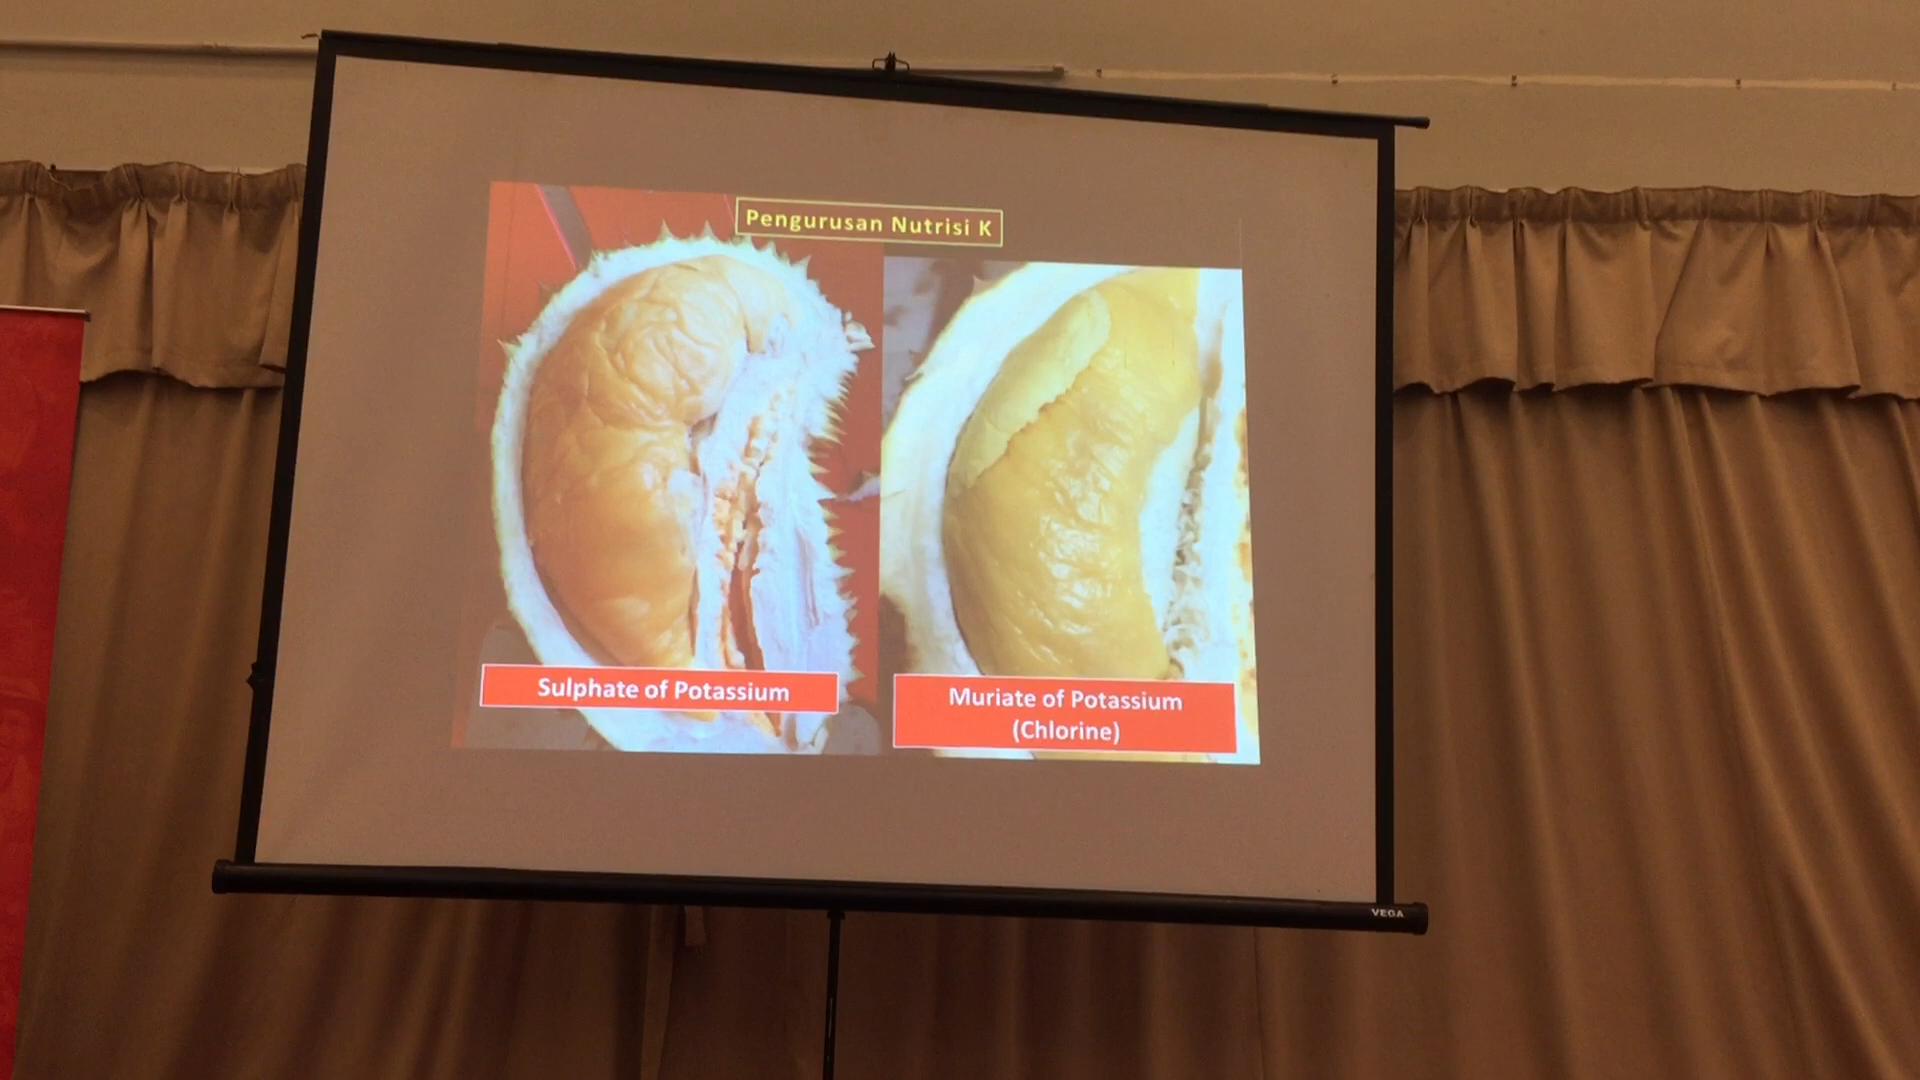 Pengurusan Nutrisi K
Sulphate of Potassium
Muriate of Potassium
(Chlorine)
VEGA